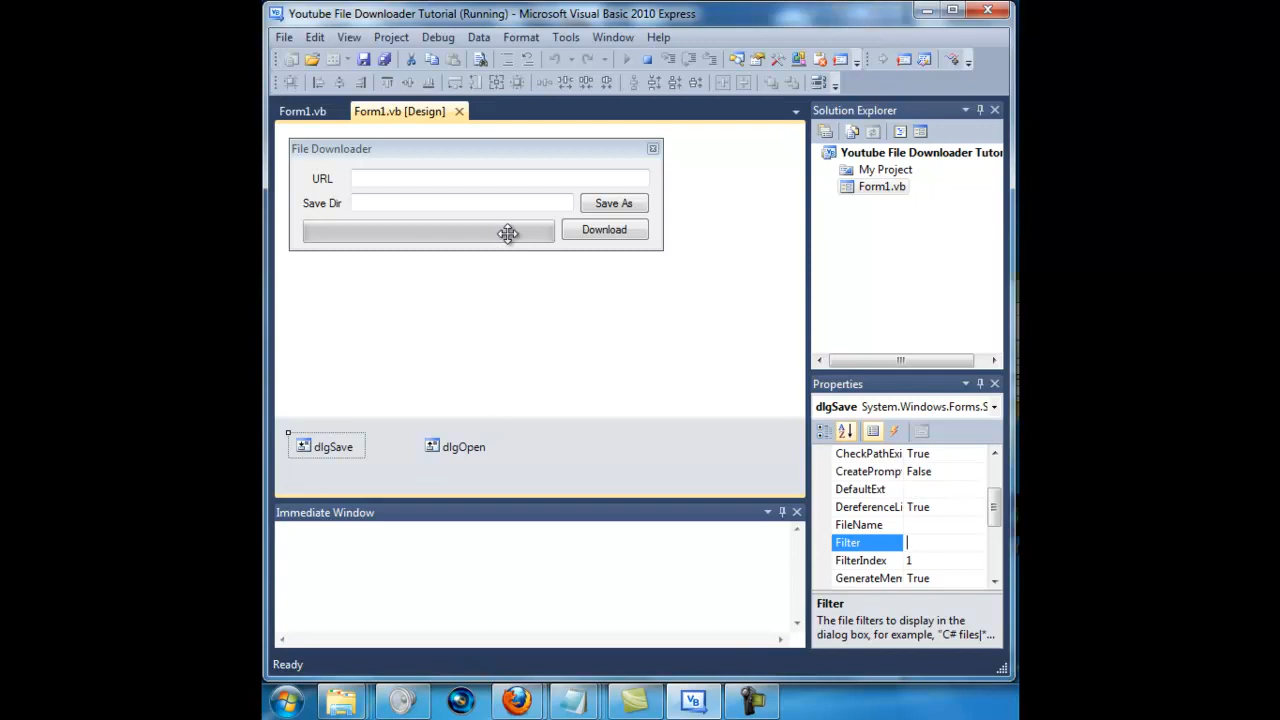 Youtube File Downloader Tutorial (Running) - Microsoft Visual Basic 2010 Express
File Edit View Project Debug Data Format Tools Window Help
Form1.vb
Form1.vb [Design]
File Downloader
URL
Save Dir
Save As
Download
dlgSave
dlgOpen
Immediate Window
Solution Explorer
Youtube File Downloader Tutor
My Project
Form1.vb
Properties
dlgSave System.Windows.Forms.S
CheckPathExi True
CreatePromp False
DefaultExt
DereferenceLi True
FileName
Filter
FilterIndex 1
GenerateMem True
Filter
The file filters to display in the
dialog box, for example, "C# files|*...
Ready
VB